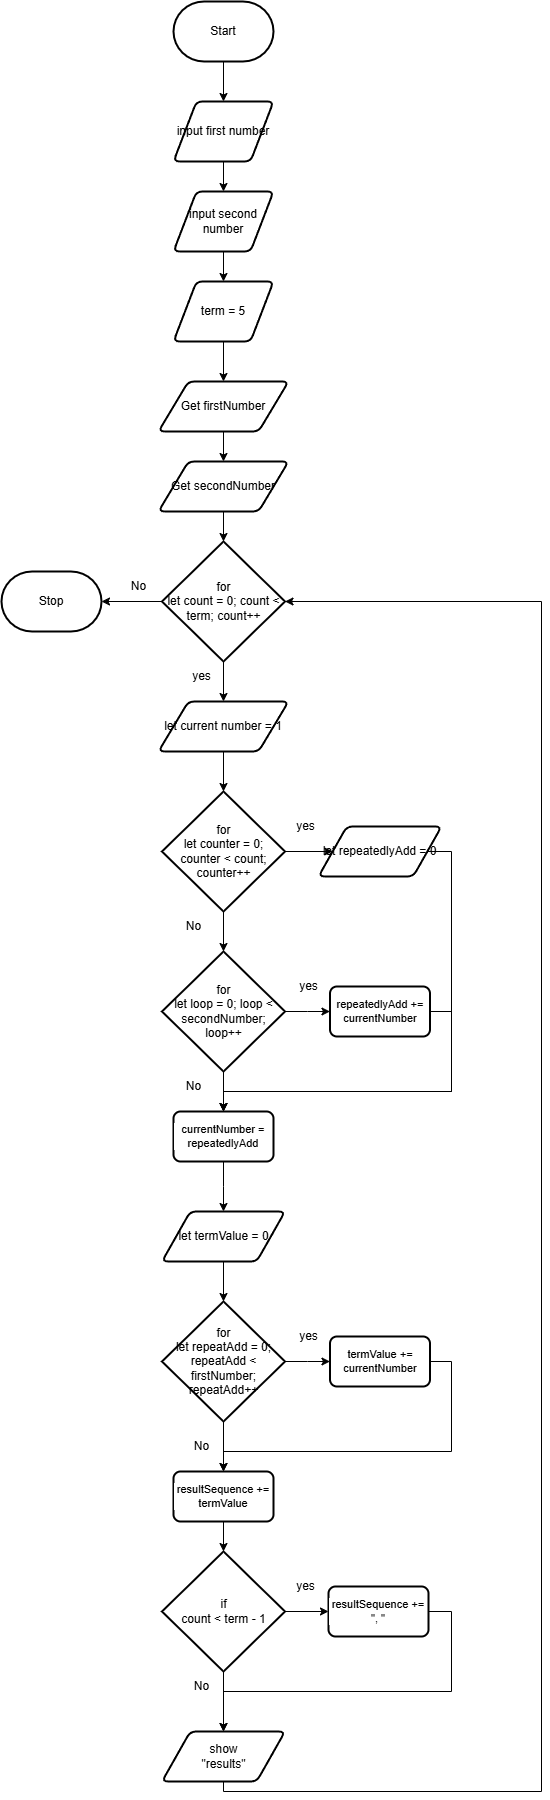 Start
input first number
input second
number
term = 5
Get firstNumber
Get secondNumber
for
let count = 0; count <
term; count++
No
Stop
yes
let current number = 1
for
let counter = 0;
counter < count;
counter++
yes
let repeatedlyAdd = 0
No
for
let loop = 0; loop <
secondNumber;
loop++
yes
repeatedlyAdd +=
currentNumber
No
currentNumber =
repeatedlyAdd
let termValue = 0
for
let repeatAdd = 0;
repeatAdd <
firstNumber;
repeatAdd++
yes
termValue +=
currentNumber
No
resultSequence +=
termValue
if
count < term - 1
yes
resultSequence +=
", "
No
show
"results"